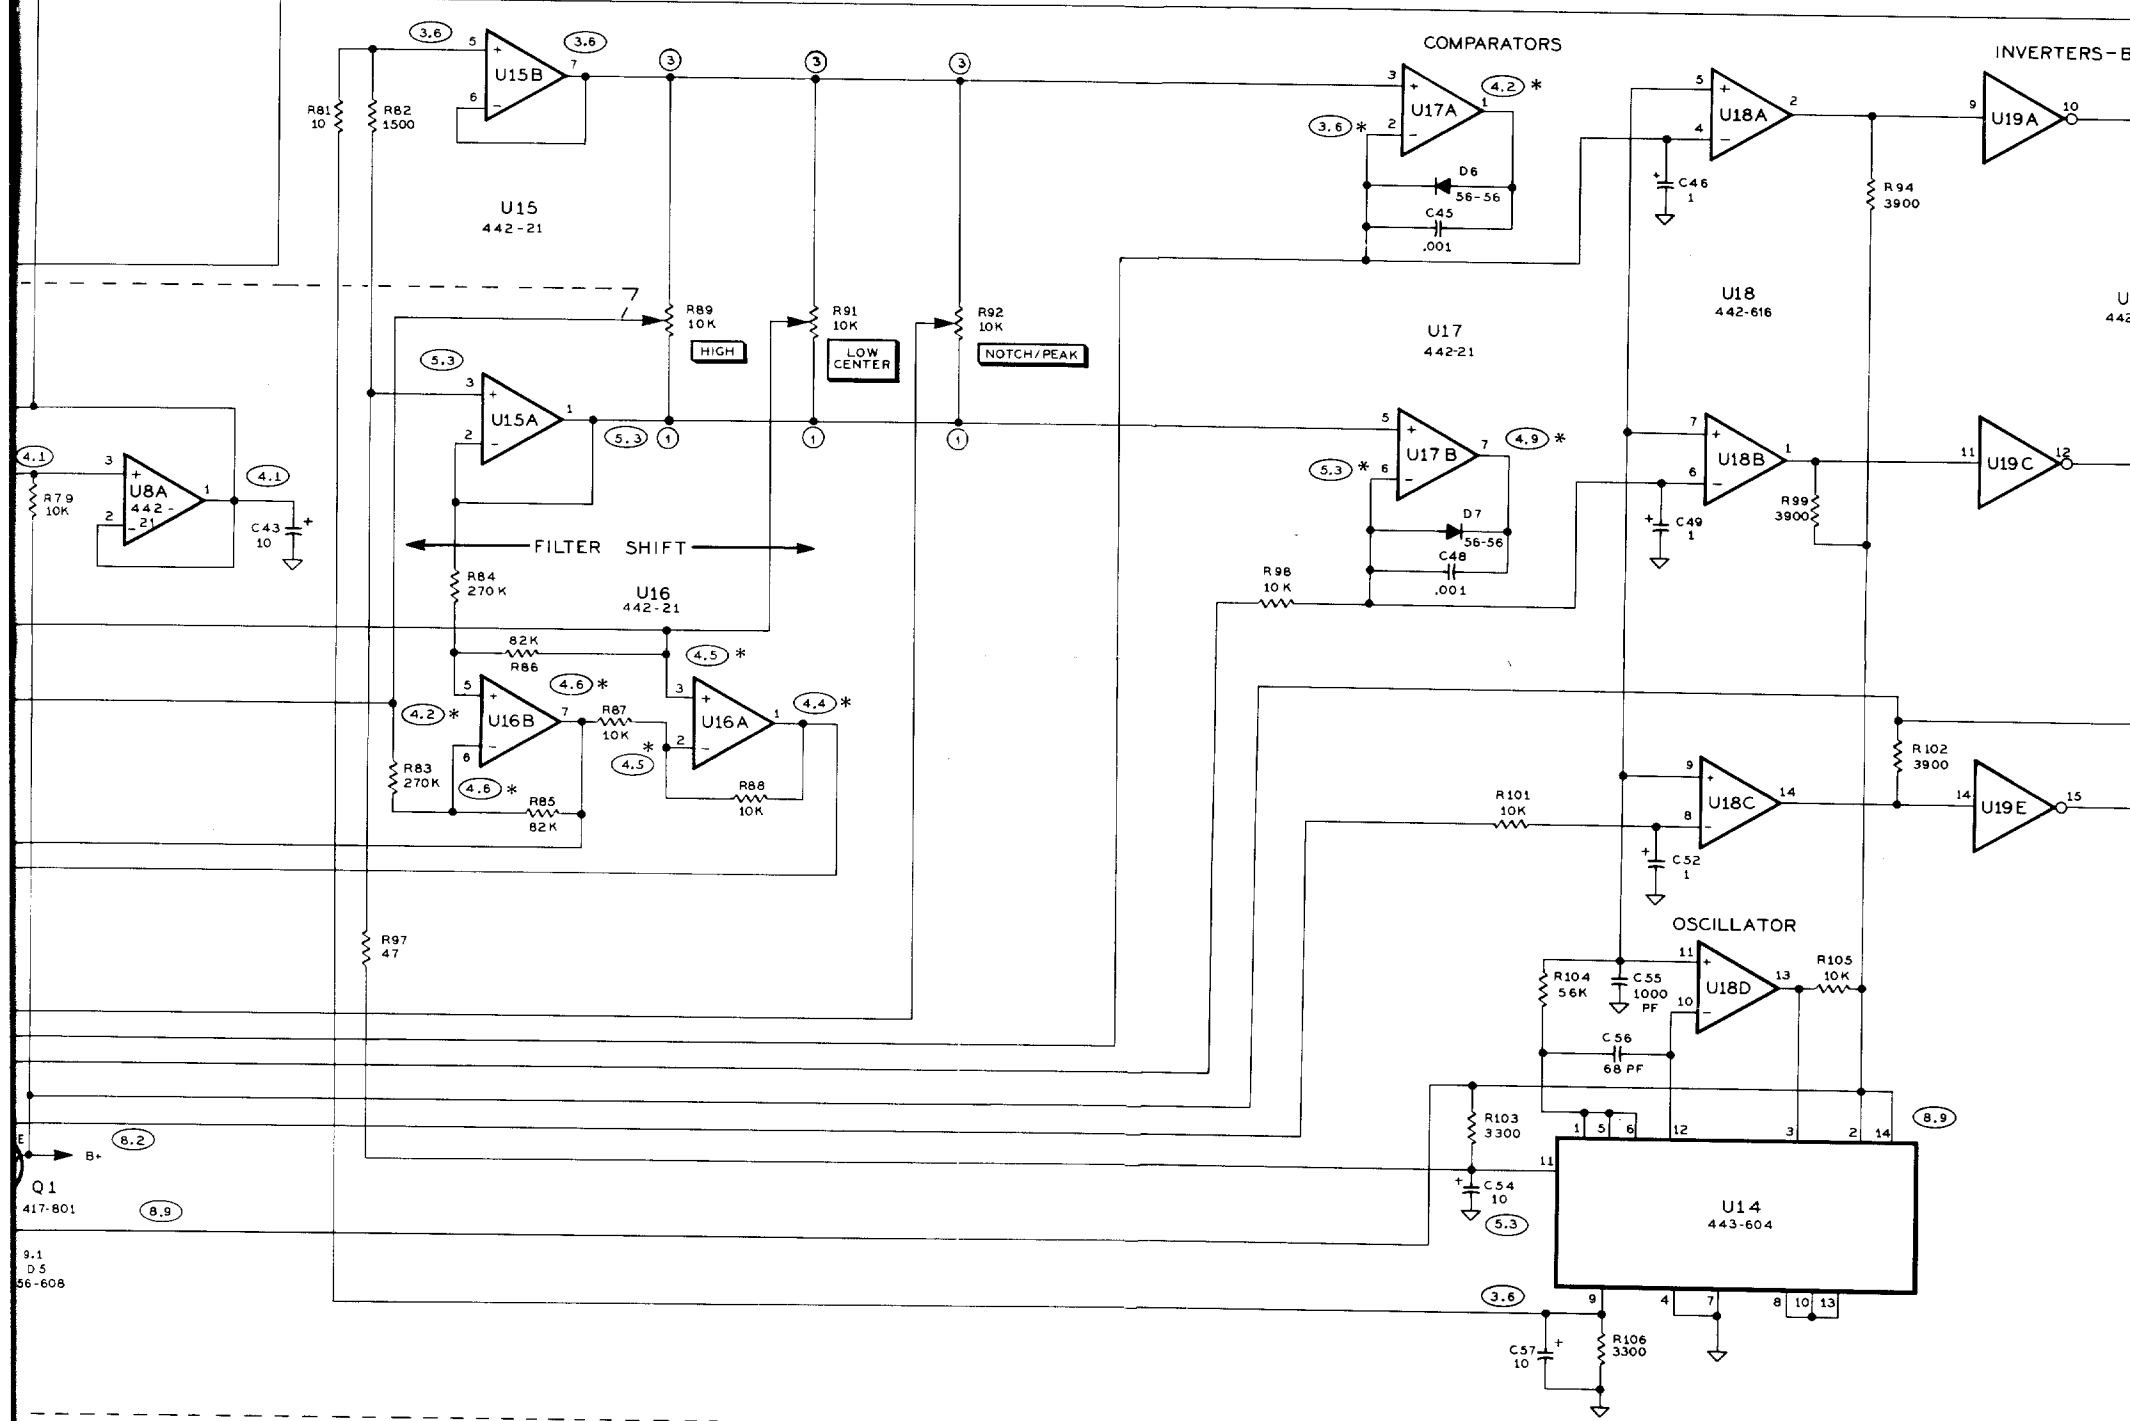 COMPARATORS
INVERTERS-B
3.6
5
+
U15B
7
6
-
3.6
3
3
3
R81
10
R82
1500
U15
442-21
3
+
U17A
1
2
-
4.2 *
3.6 *
D6
56-56
C45
.001
5
+
U18A
2
4
-
+
C46
1
9
U19A
10
R94
3900
R89
10K
HIGH
R91
10K
LOW
CENTER
R92
10K
NOTCH/PEAK
U17
442-21
U18
442-616
U
442
5.3
3
+
U15A
1
2
-
5.3
1
1
1
5
+
U17B
7
6
-
4.9 *
5.3 *
D7
56-56
C48
.001
R98
10K
7
+
U18B
1
6
-
+
C49
1
R99
3900
11
U19C
12
4.1
R79
10K
3
+
U8A
442-
21
1
2
-
4.1
C43
10
+
FILTER SHIFT
R84
270K
U16
442-21
82K
R86
4.5 *
5
+
U16B
7
6
-
4.6 *
4.2 *
R87
10K
3
+
U16A
1
2
-
4.4 *
*
4.5
R83
270K
4.6 *
R85
82K
R88
10K
R101
10K
9
+
U18C
14
8
-
+
C52
1
R102
3900
14
U19E
15
R97
47
OSCILLATOR
R104
56K
C55
1000
PF
11
+
U18D
13
10
-
R105
10K
C56
68 PF
E
8.2
B+
Q1
417-801
8.9
9.1
D5
56-608
R103
3300
1
5
6
12
3
2
14
8.9
11
+
C54
10
5.3
U14
443-604
3.6
9
4
7
8
10
13
C57
10
+
R106
3300